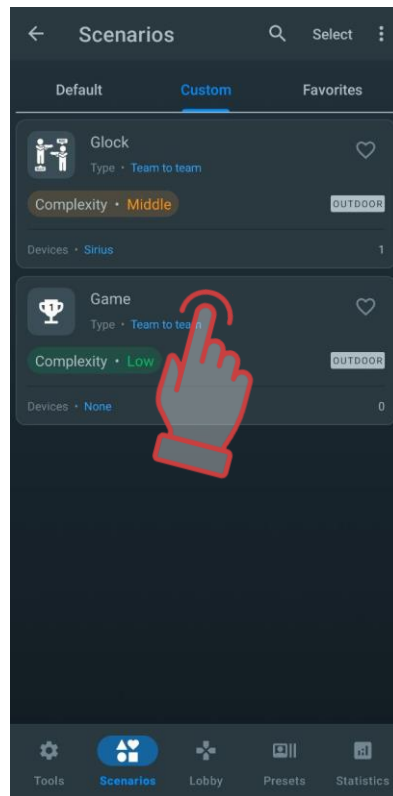 Scenarios Select
Default Custom Favorites
Glock
Type • Team to team
Complexity • Middle OUTDOOR
Devices • Sirius 1
1
Game
Type • Team to team
Complexity • Low OUTDOOR
Devices • None 0
Tools Scenarios Lobby Presets Statistics